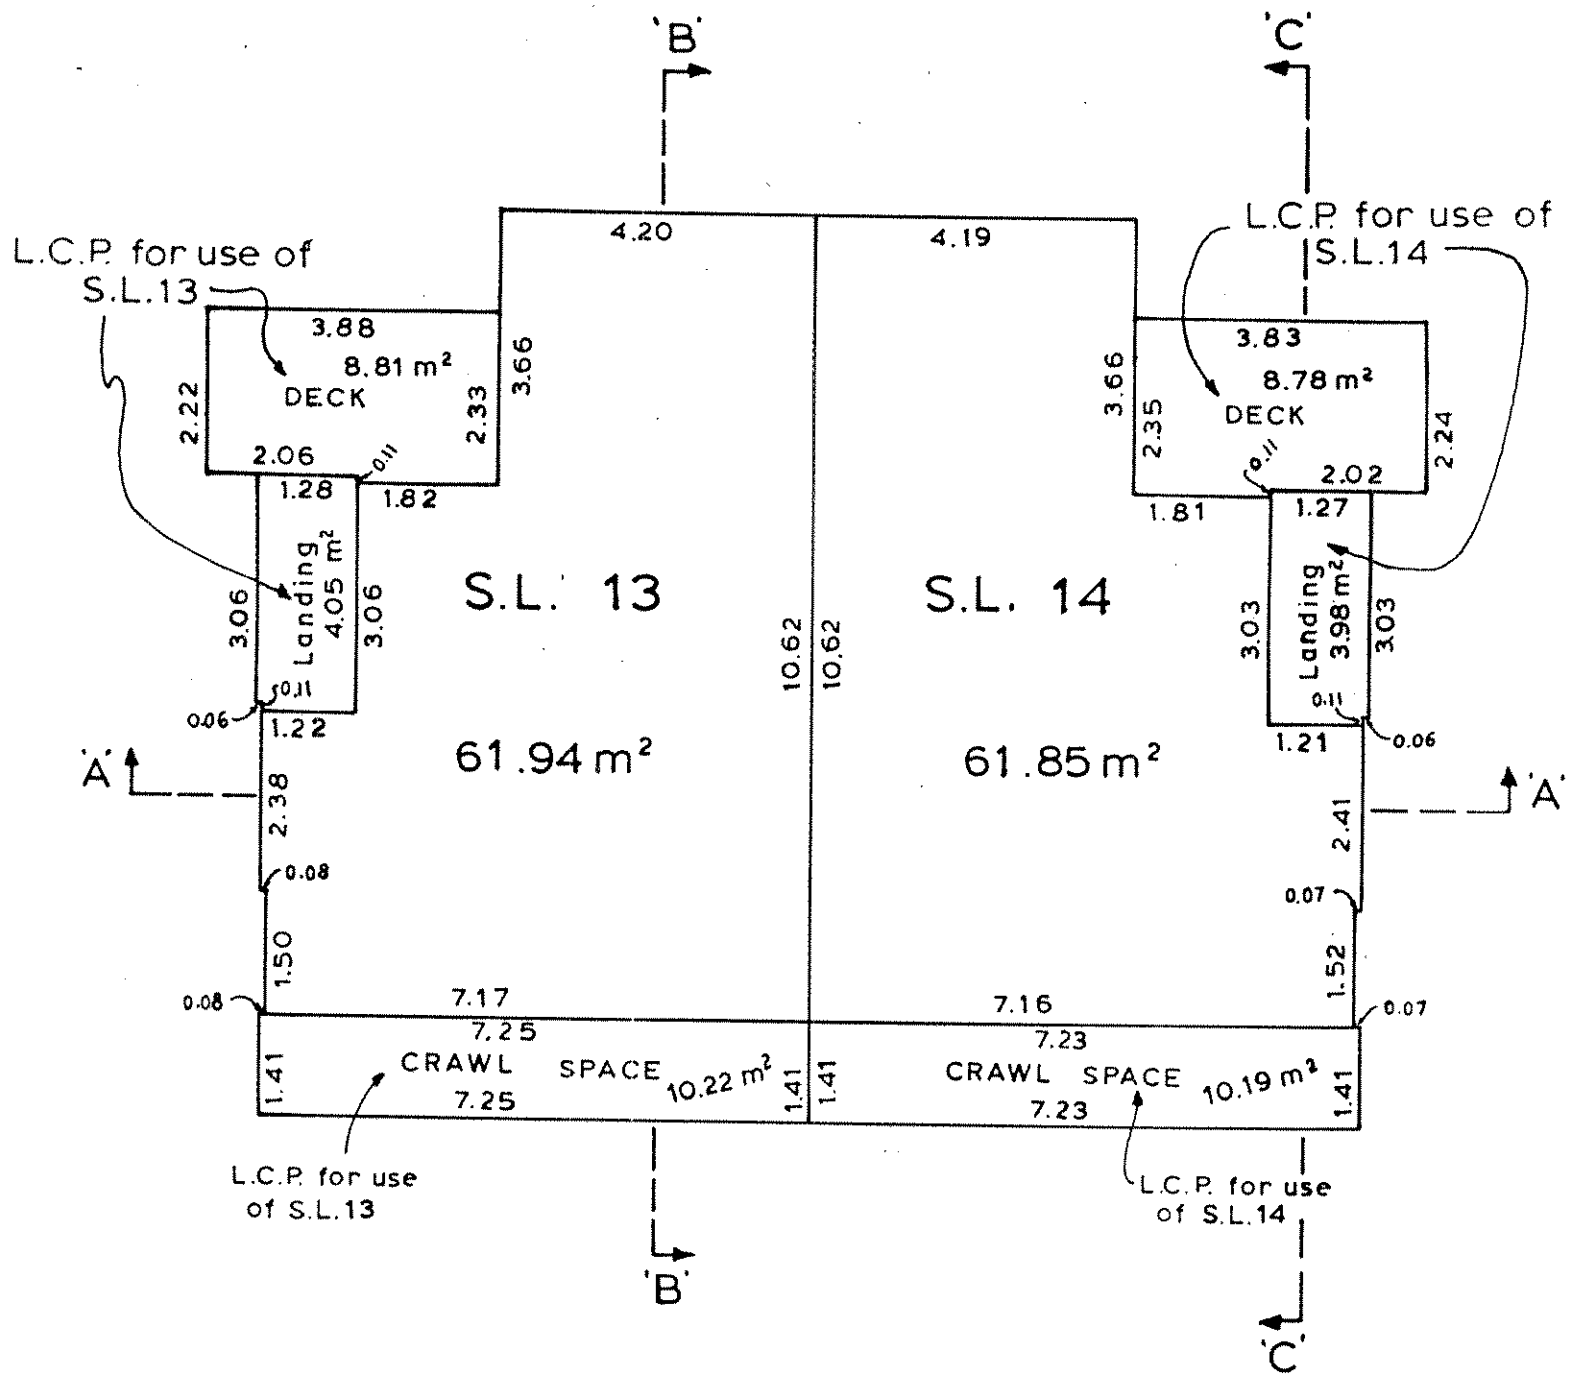 'B'
'C'
4.20
4.19
L.C.P. for use of
S.L.13
L.C.P. for use of
S.L.14
3.88
8.81 m²
DECK
2.22
2.33
3.66
3.83
8.78 m²
DECK
3.66
2.35
2.24
2.06
0.11
1.28
1.82
0.11
2.02
1.27
1.81
Landing
4.05 m²
3.06
3.06
S.L. 13
S.L. 14
10.62
10.62
Landing
3.98 m²
3.03
3.03
0.11
0.06
1.22
0.11
0.06
1.21
61.94 m²
61.85 m²
'A'
'A'
2.38
2.41
0.08
0.07
1.50
1.52
0.08
7.17
7.16
0.07
7.25
7.23
CRAWL SPACE 10.22 m²
CRAWL SPACE 10.19 m²
1.41
1.41
1.41
1.41
7.25
7.23
L.C.P. for use
of S.L.13
L.C.P. for use
of S.L.14
'B'
'C'